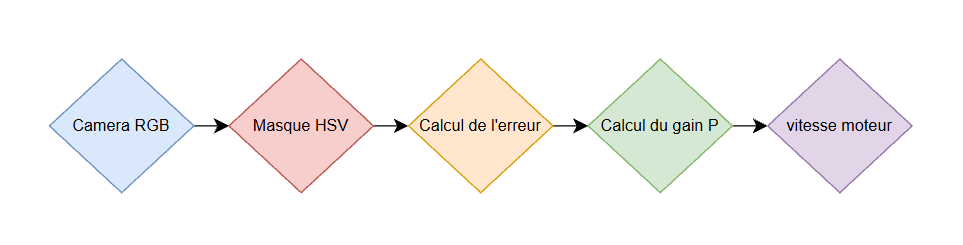 Camera RGB
Masque HSV
Calcul de l'erreur
Calcul du gain P
vitesse moteur